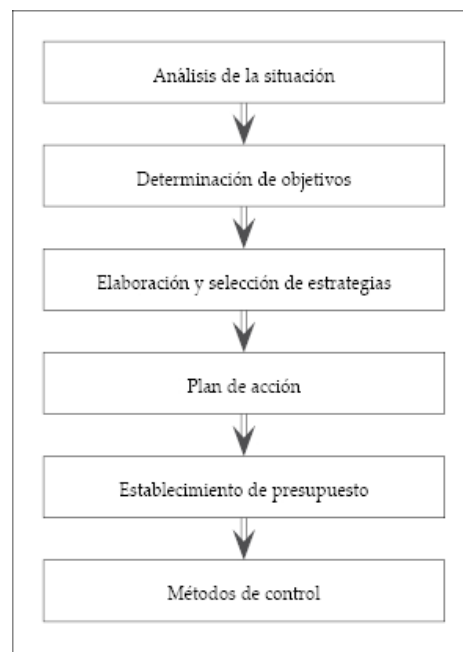 Análisis de la situación
Determinación de objetivos
Elaboración y selección de estrategias
Plan de acción
Establecimiento de presupuesto
Métodos de control